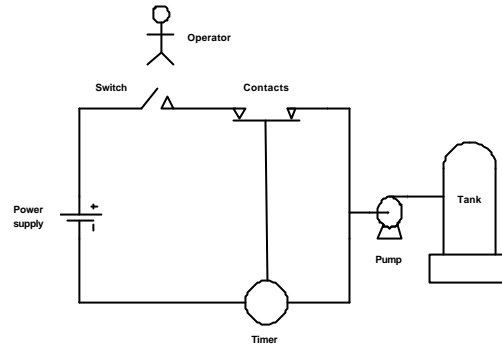 Operator
Switch
Contacts
Power
supply
+
Tank
Pump
Timer